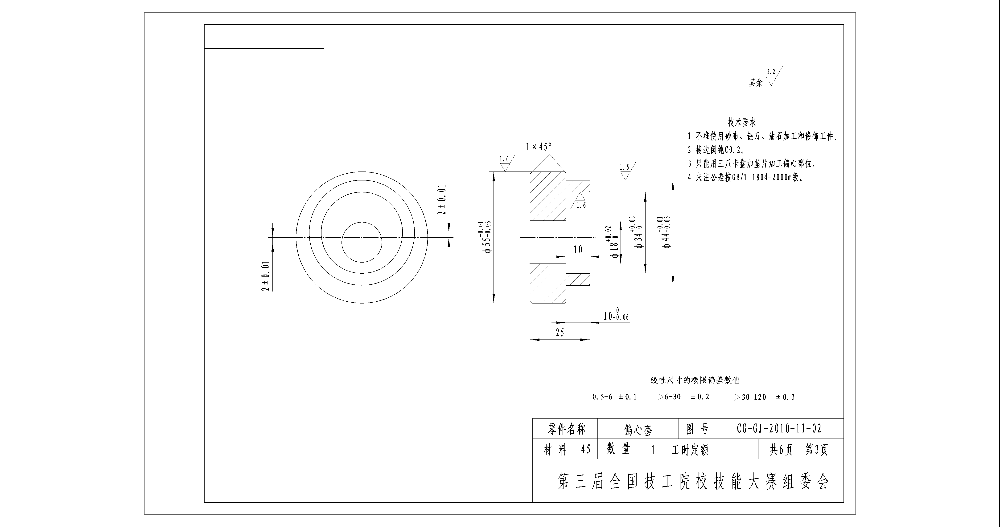 其余 3.2
技术要求
1 不准使用砂布、锉刀、油石加工和修饰工件。
2 棱边倒钝C0.2。
3 只能用三爪卡盘加垫片加工偏心部位。
4 未注公差按GB/T 1804-2000m级。
1×45°
1.6
1.6
1.6
2±0.01
2±0.01
ϕ55-0.01 -0.03
ϕ18+0.02 0
ϕ34+0.03 0
ϕ44-0.01 -0.03
10
10 0 -0.06
25
线性尺寸的极限偏差数值
0.5-6 ±0.1 >6-30 ±0.2 >30-120 ±0.3
零件名称 偏心套 图 号 CG-GJ-2010-11-02
材 料 45 数 量 1 工时定额 共6页 第3页
第三届全国技工院校技能大赛组委会